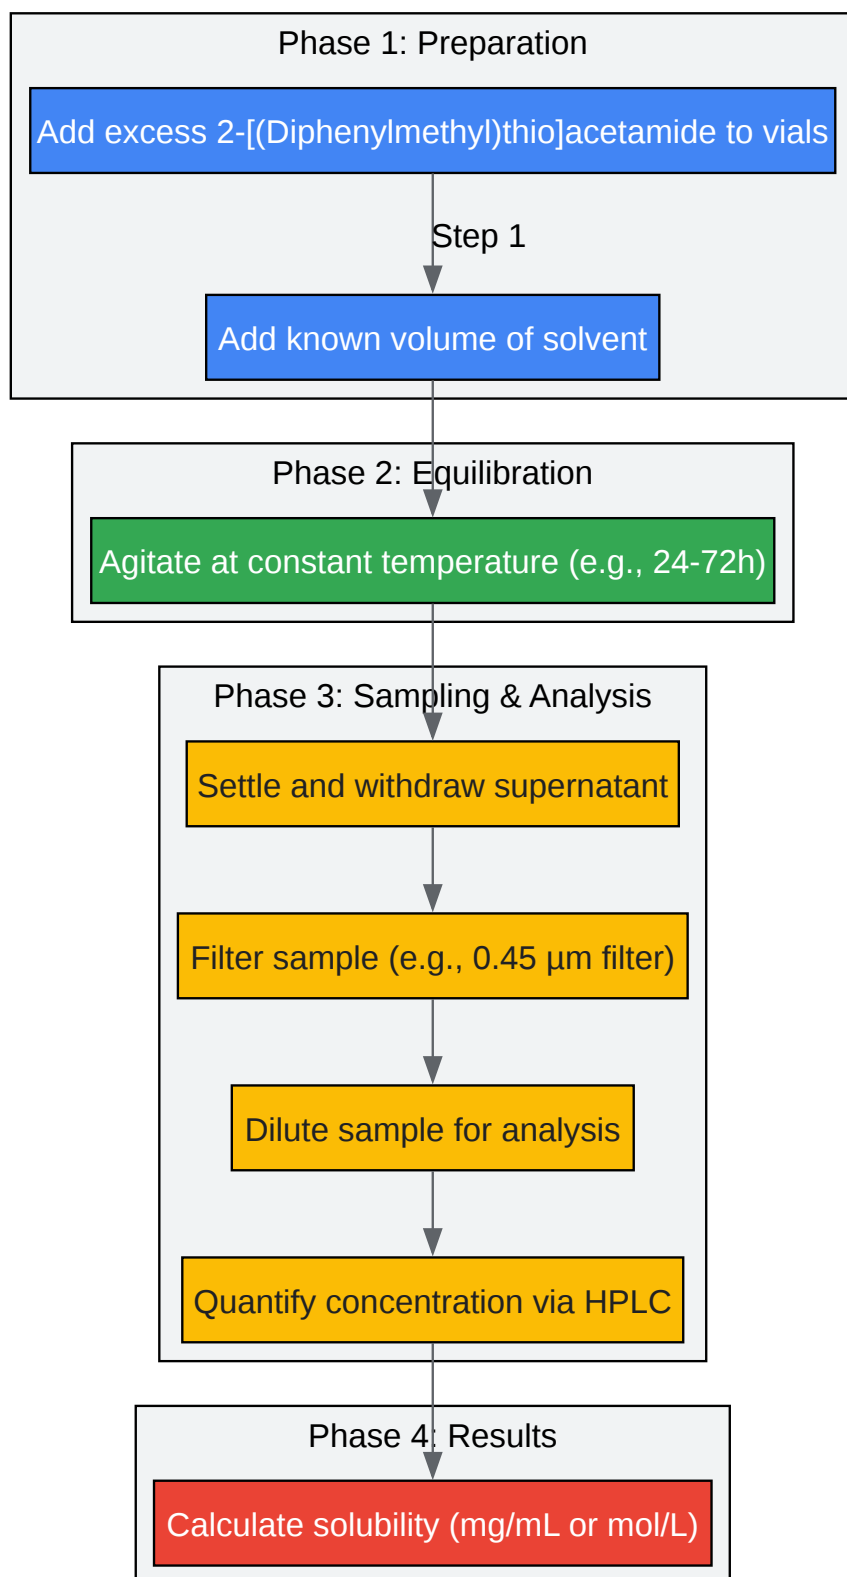 Phase 1: Preparation
Add excess 2-[(Diphenylmethyl)thio]acetamide to vials
Step 1
Add known volume of solvent
Phase 2: Equilibration
Agitate at constant temperature (e.g., 24-72h)
Phase 3: Sampling & Analysis
Settle and withdraw supernatant
Filter sample (e.g., 0.45 µm filter)
Dilute sample for analysis
Quantify concentration via HPLC
Phase 4: Results
Calculate solubility (mg/mL or mol/L)